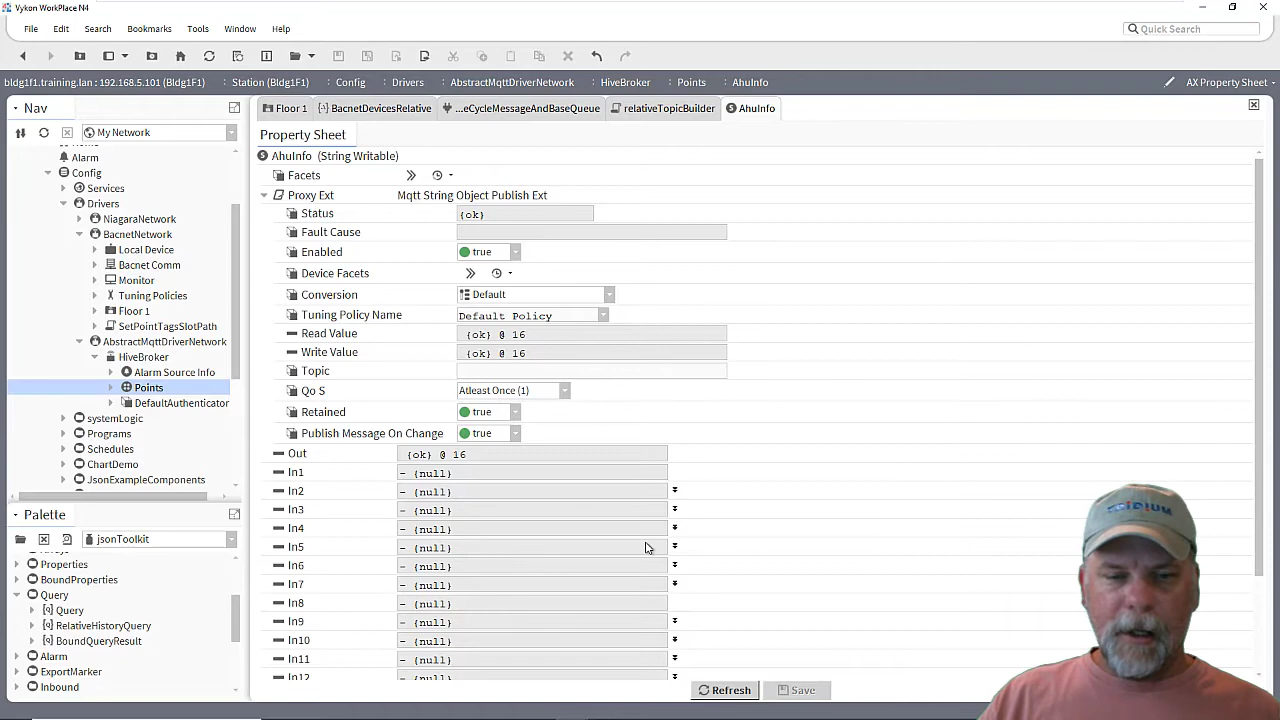 Vykon WorkPlace N4
File Edit Search Bookmarks Tools Window Help
Quick Search
bldg1f1.training.lan : 192.168.5.101 (Bldg1F1) Station (Bldg1F1) Config Drivers AbstractMqttDriverNetwork HiveBroker Points AhuInfo AX Property Sheet
Nav
My Network
Alarm
Config
Services
Drivers
NiagaraNetwork
BacnetNetwork
Local Device
Bacnet Comm
Monitor
Tuning Policies
Floor 1
SetPointTagsSlotPath
AbstractMqttDriverNetwork
HiveBroker
Alarm Source Info
Points
DefaultAuthenticator
systemLogic
Programs
Schedules
ChartDemo
JsonExampleComponents
Palette
jsonToolkit
Properties
BoundProperties
Query
Query
RelativeHistoryQuery
BoundQueryResult
Alarm
ExportMarker
Inbound
Floor 1 BacnetDevicesRelative ...eCycleMessageAndBaseQueue relativeTopicBuilder AhuInfo
Property Sheet
AhuInfo (String Writable)
Facets
Proxy Ext Mqtt String Object Publish Ext
Status {ok}
Fault Cause
Enabled true
Device Facets
Conversion Default
Tuning Policy Name Default Policy
Read Value {ok} @ 16
Write Value {ok} @ 16
Topic
Qo S Atleast Once (1)
Retained true
Publish Message On Change true
Out {ok} @ 16
In1 - {null}
In2 - {null}
In3 - {null}
In4 - {null}
In5 - {null}
In6 - {null}
In7 - {null}
In8 - {null}
In9 - {null}
In10 - {null}
In11 - {null}
In12 - {null}
Refresh Save
TRIDIUM